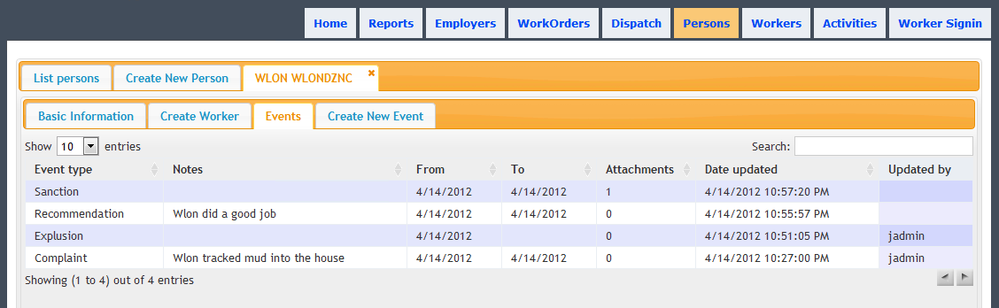 Home Reports Employers WorkOrders Dispatch Persons Workers Activities Worker Signin
List persons Create New Person WLON WLONDZNC
Basic Information Create Worker Events Create New Event
Show 10 entries Search:
Event type Notes From To Attachments Date updated Updated by
Sanction 4/14/2012 4/14/2012 1 4/14/2012 10:57:20 PM
Recommendation Wlon did a good job 4/14/2012 4/14/2012 0 4/14/2012 10:55:57 PM
Explusion 4/14/2012 0 4/14/2012 10:51:05 PM jadmin
Complaint Wlon tracked mud into the house 4/14/2012 4/14/2012 0 4/14/2012 10:27:00 PM jadmin
Showing (1 to 4) out of 4 entries